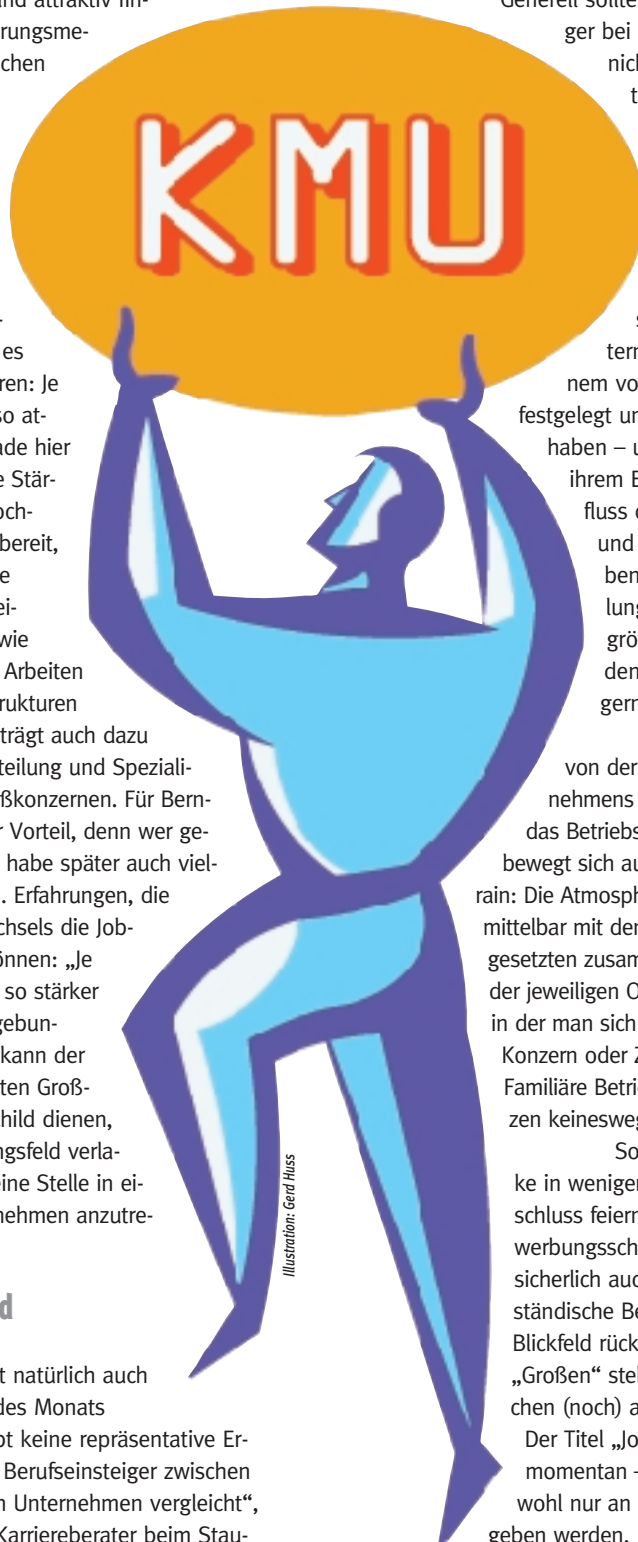 und attraktiv fin-
rungsme-
chen
-
es
ren: Je
so at-
ade hier
e Stär-
och-
bereit,
e
ei-
wie
Arbeiten
rukturen
trägt auch dazu
teilung und Speziali-
ßkonzernen. Für Bern-
r Vorteil, denn wer ge-
habe später auch viel-
. Erfahrungen, die
chsels die Job-
önnen: „Je
so stärker
gebun-
kann der
ten Groß-
child dienen,
ngsfeld verla-
eine Stelle in ei-
nehmen anzutre-
d
t natürlich auch
des Monats
bt keine repräsentative Er-
Berufseinsteiger zwischen
n Unternehmen vergleicht“,
Karriereberater beim Stau-
KMU
Illustration: Gerd Huss
Generell sollte
ger bei
nich
t
s
tern
nem vo
festgelegt un
haben – u
ihrem E
fluss
und
ben
lung
grö
den
gern
von der
nehmens
das Betriebs
bewegt sich au
rain: Die Atmosph
mittelbar mit der
gesetzten zusam
der jeweiligen O
in der man sich
Konzern oder Z
Familiäre Betrie
zen keineswegs
So
ke in weniger
schluss feiern
werbungssch
sicherlich auc
ständische Be
Blickfeld rück
„Großen“ stel
chen (noch) a
Der Titel „Jo
momentan –
wohl nur an
geben werden.